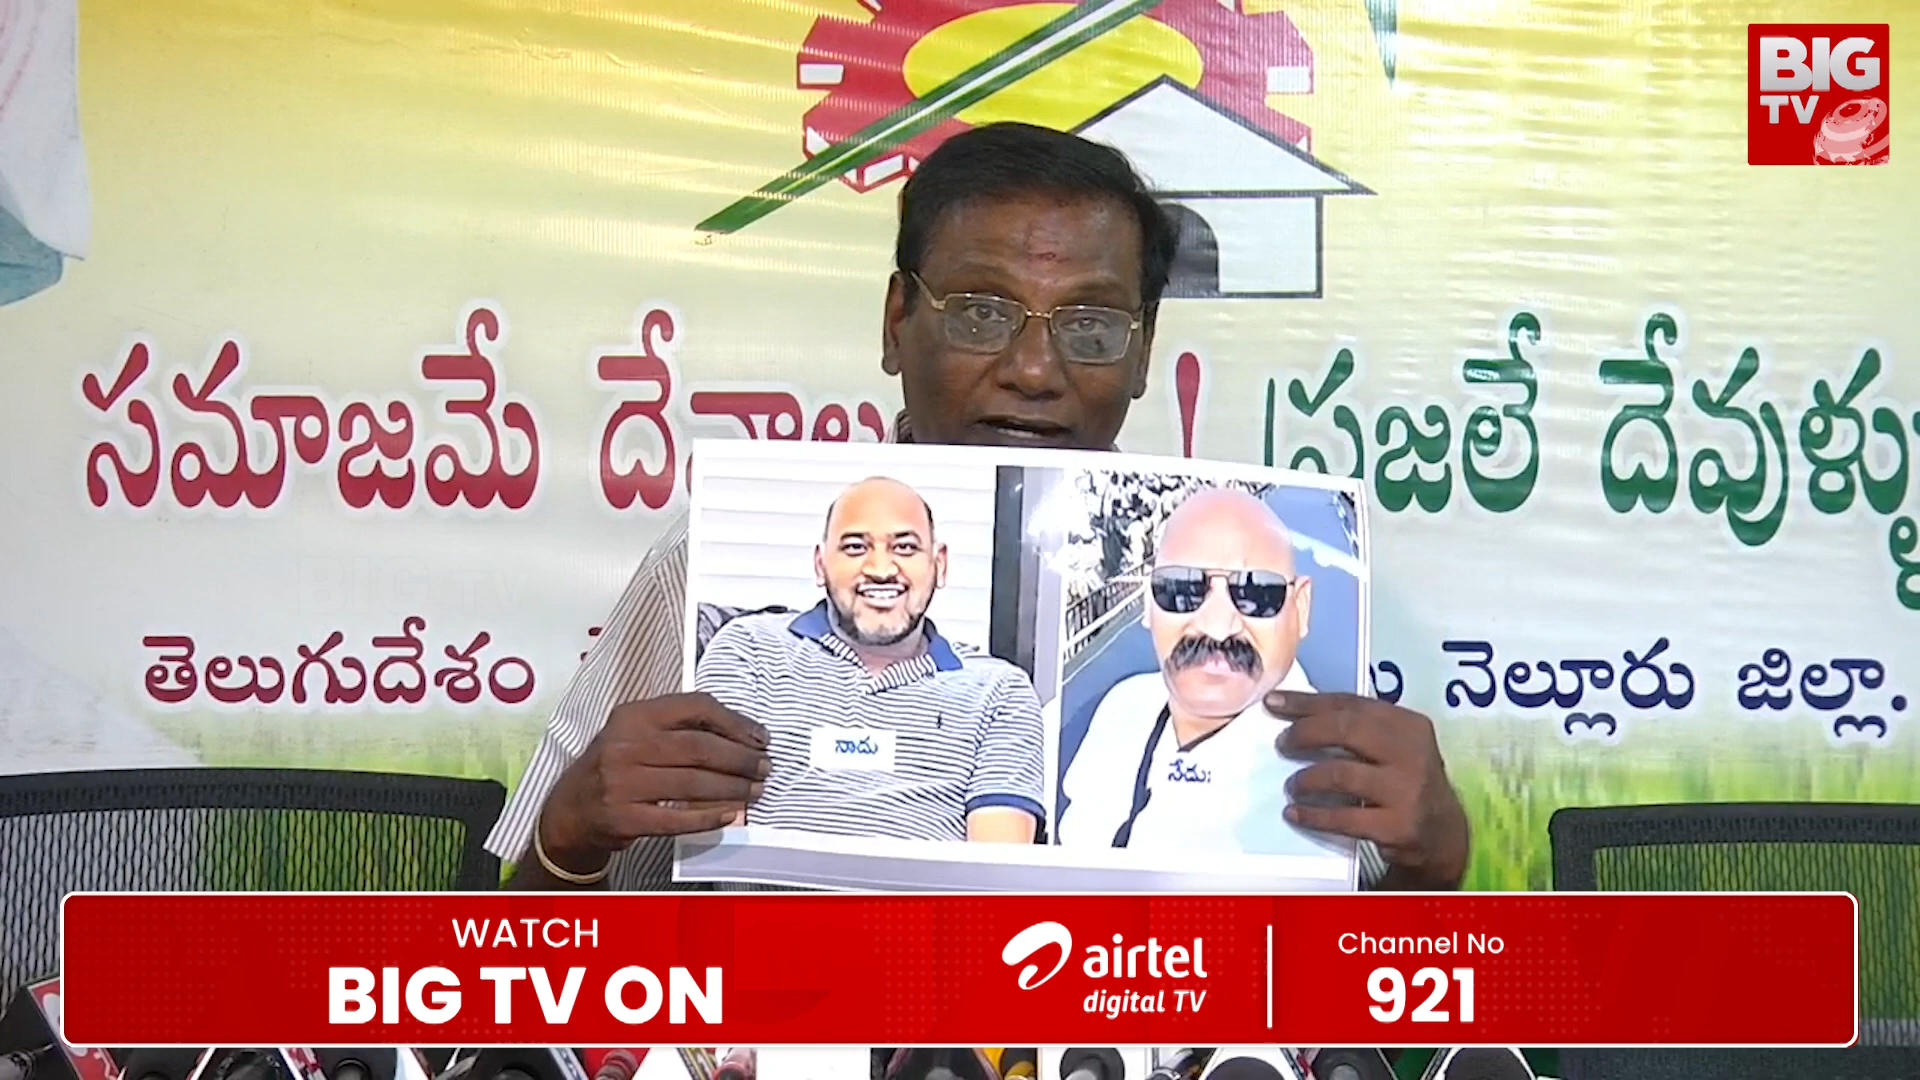 BIG
TV
సమాజమే ! ప్రజలే దేవుళ్ళు
తెలుగుదేశం నెల్లూరు జిల్లా.
నాడు
నేడు:
WATCH
BIG TV ON
airtel
digital TV
Channel No
921